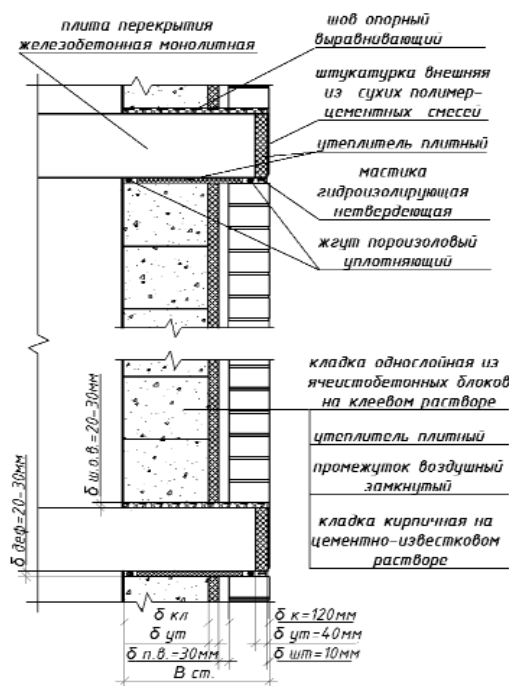 плита перекрытия
железобетонная монолитная
шов опорный
выравнивающий
штукатурка внешняя
из сухих полимер-
цементных смесей
утеплитель плитный
мастика
гидроизолирующая
нетвердеющая
жгут пороизоловый
уплотняющий
кладка однослойная из
ячеистобетонных блоков
на клеевом растворе
утеплитель плитный
промежуток воздушный
замкнутый
кладка кирпичная на
цементно-известковом
растворе
δ ш.о.в.=20-30мм
δ деф=20-30мм
δ кл
δ ут
δ п.в.=30мм
В ст.
δ к=120мм
δ ут=40мм
δ шт=10мм